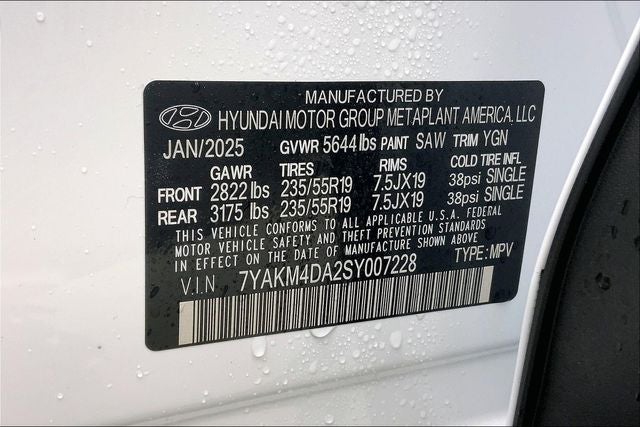 MANUFACTURED BY
HYUNDAI MOTOR GROUP METAPLANT AMERICA. LLC
JAN/2025 GVWR 5644 lbs PAINT SAW TRIM YGN
GAWR TIRES RIMS COLD TIRE INFL
FRONT 2822 lbs 235/55R19 7.5JX19 38psi SINGLE
REAR 3175 lbs 235/55R19 7.5JX19 38psi SINGLE
THIS VEHICLE CONFORMS TO ALL APPLICABLE U.S.A. FEDERAL
MOTOR VEHICLE SAFETY AND THEFT PREVENTION STANDARDS
IN EFFECT ON THE DATE OF MANUFACTURE SHOWN ABOVE.
V.I.N 7YAKM4DA2SY007228 TYPE:MPV